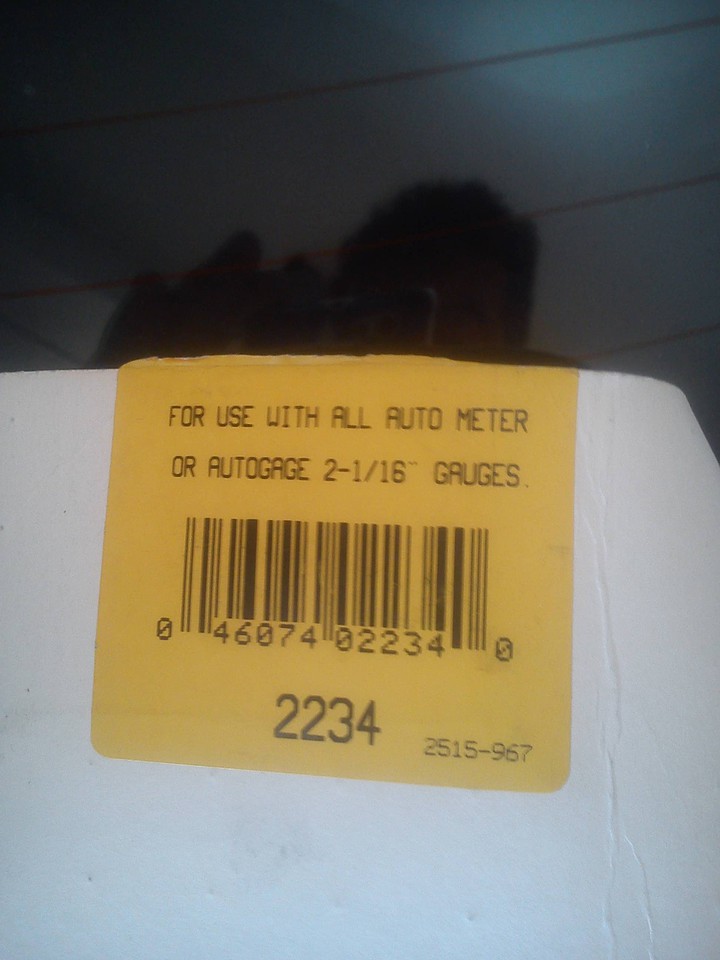 FOR USE WITH ALL AUTO METER
OR AUTOGAGE 2-1/16" GAUGES.
0 46074 02234 0
2234
2515-967